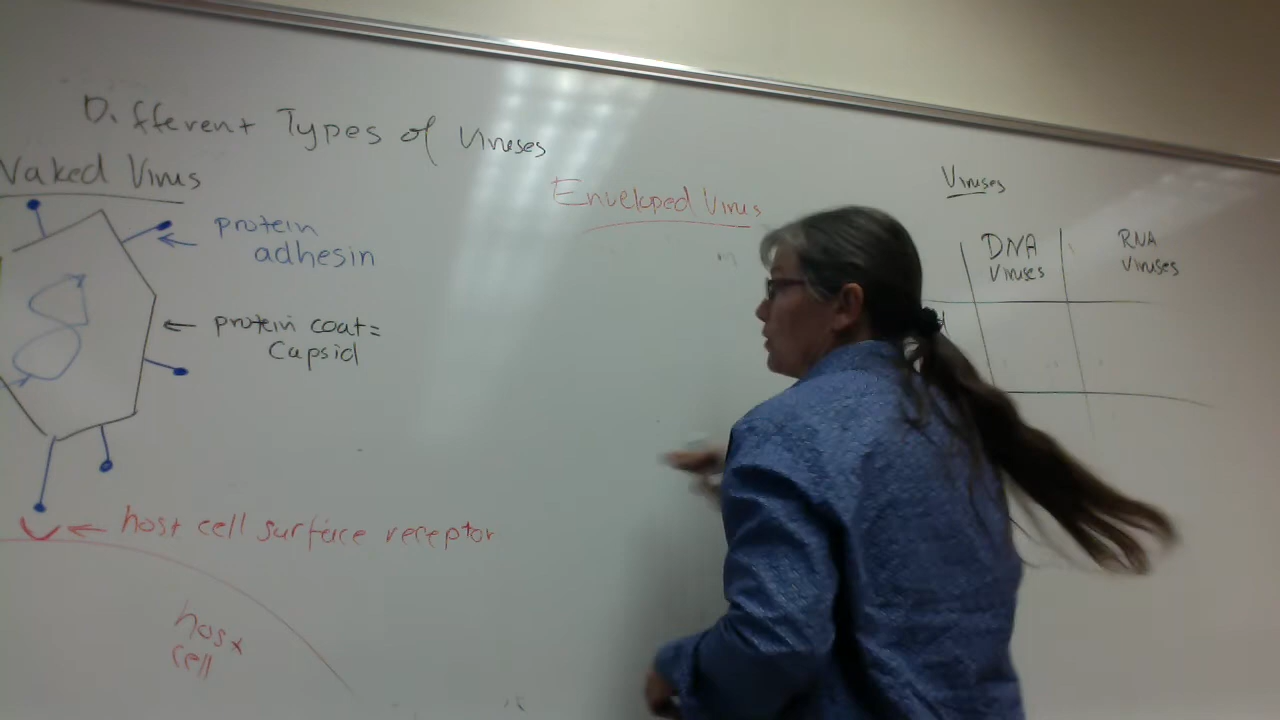 Different Types of Viruses
Naked Virus
protein
adhesin
protein coat =
Capsid
host cell surface receptor
host
cell
Enveloped Virus
Viruses
DNA
Viruses
RNA
Viruses